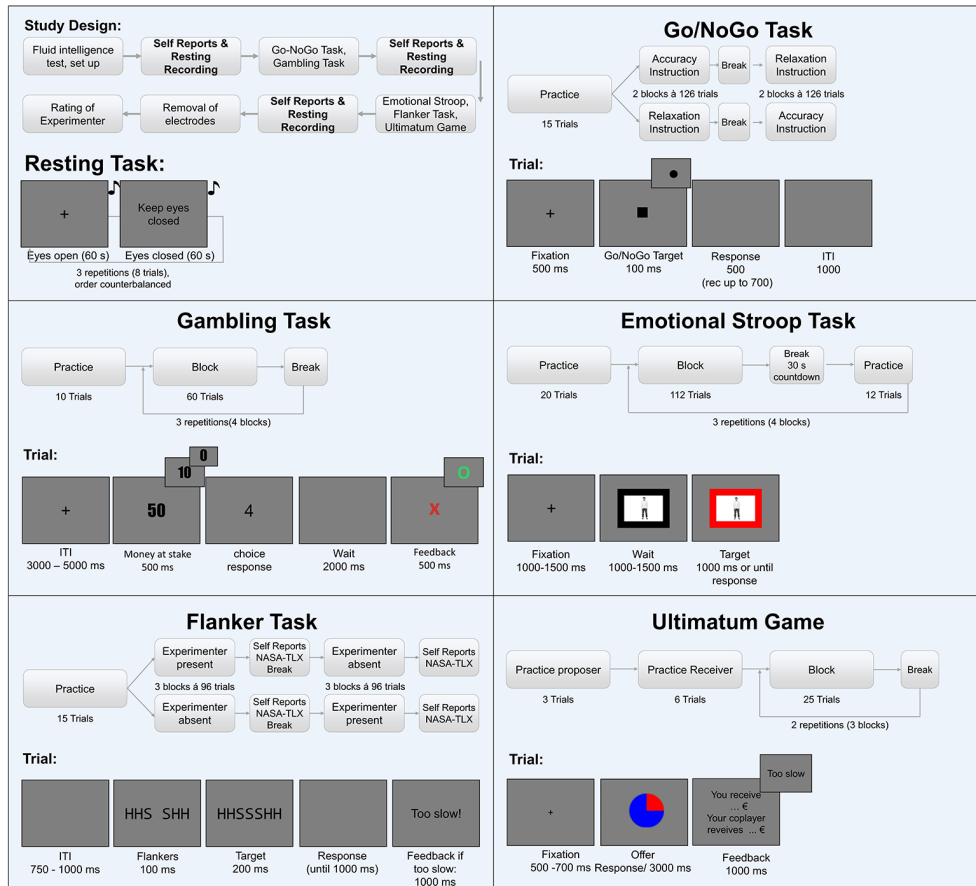 Study Design:
Fluid intelligence
test, set up
Self Reports &
Resting
Recording
Go-NoGo Task,
Gambling Task
Self Reports &
Resting
Recording
Rating of
Experimenter
Removal of
electrodes
Self Reports &
Resting
Recording
Emotional Stroop,
Flanker Task,
Ultimatum Game
Resting Task:
+
Keep eyes
closed
Eyes open (60 s)
Eyes closed (60 s)
3 repetitions (8 trials),
order counterbalanced
Go/NoGo Task
Practice
15 Trials
Accuracy
Instruction
Break
Relaxation
Instruction
2 blocks à 126 trials
2 blocks à 126 trials
Relaxation
Instruction
Break
Accuracy
Instruction
Trial:
+
Fixation
500 ms
Go/NoGo Target
100 ms
Response
500
(rec up to 700)
ITI
1000
Gambling Task
Practice
Block
Break
10 Trials
60 Trials
3 repetitions(4 blocks)
Trial:
+
50
10
0
4
X
O
ITI
3000 – 5000 ms
Money at stake
500 ms
choice
response
Wait
2000 ms
Feedback
500 ms
Emotional Stroop Task
Practice
Block
Break
30 s
countdown
Practice
20 Trials
112 Trials
12 Trials
3 repetitions (4 blocks)
Trial:
+
Fixation
1000-1500 ms
Wait
1000-1500 ms
Target
1000 ms or until
response
Flanker Task
Practice
15 Trials
Experimenter
present
Self Reports
NASA-TLX
Break
Experimenter
absent
Self Reports
NASA-TLX
3 blocks á 96 trials
3 blocks á 96 trials
Experimenter
absent
Self Reports
NASA-TLX
Break
Experimenter
present
Self Reports
NASA-TLX
Trial:
HHS SHH
HHSSSHH
Too slow!
ITI
750 - 1000 ms
Flankers
100 ms
Target
200 ms
Response
(until 1000 ms)
Feedback if
too slow:
1000 ms
Ultimatum Game
Practice proposer
Practice Receiver
Block
Break
3 Trials
6 Trials
25 Trials
2 repetitions (3 blocks)
Trial:
+
Too slow
You receive
... €
Your coplayer
reveives ... €
Fixation
500 -700 ms
Offer
Response/ 3000 ms
Feedback
1000 ms